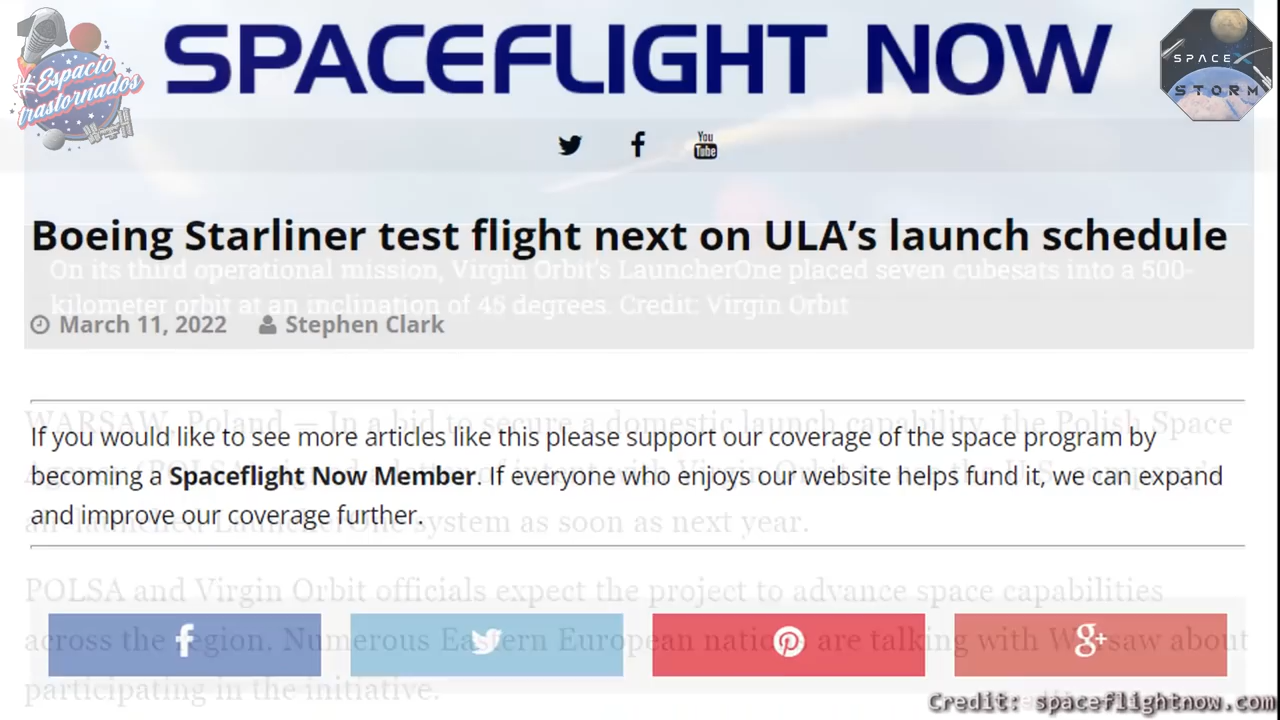 #Espacio
trastornados
SPACEFLIGHT NOW
SPACEX
STORM
You
Tube
Boeing Starliner test flight next on ULA’s launch schedule
On its third operational mission, Virgin Orbit’s LauncherOne placed seven cubesats into a 500-
kilometer orbit at an inclination of 45 degrees. Credit: Virgin Orbit
March 11, 2022 Stephen Clark
WARSAW, Poland — In a bid to secure a domestic launch capability, the Polish Space
If you would like to see more articles like this please support our coverage of the space program by
becoming a Spaceflight Now Member. If everyone who enjoys our website helps fund it, we can expand
and improve our coverage further.
system as soon as next year.
POLSA and Virgin Orbit officials expect the project to advance space capabilities
across the region. Numerous Eastern European nations are talking with Warsaw about
participating in the initiative.
Credit: spaceflightnow.com